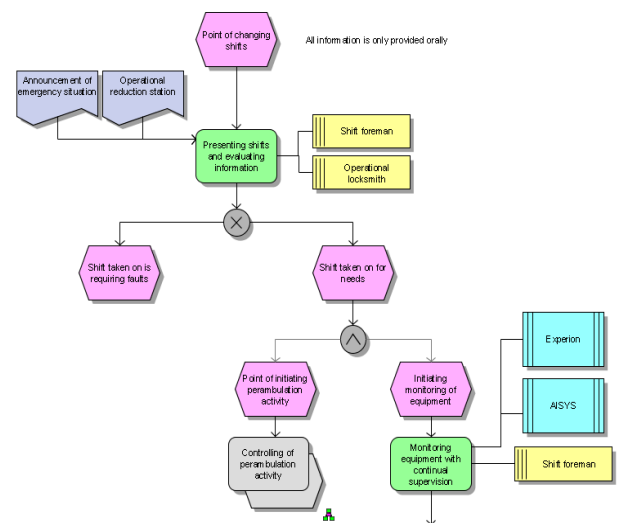 Point of changing
shifts
All information is only provided orally
Announcement of
emergency situation
Operational
reduction station
Presenting shifts
and evaluating
information
Shift foreman
Operational
locksmith
Shift taken on is
requiring faults
Shift taken on for
needs
Experion
Point of initiating
perambulation
activity
Initiating
monitoring of
equipment
AISYS
Controlling of
perambulation
activity
Monitoring
equipment with
continual
supervision
Shift foreman